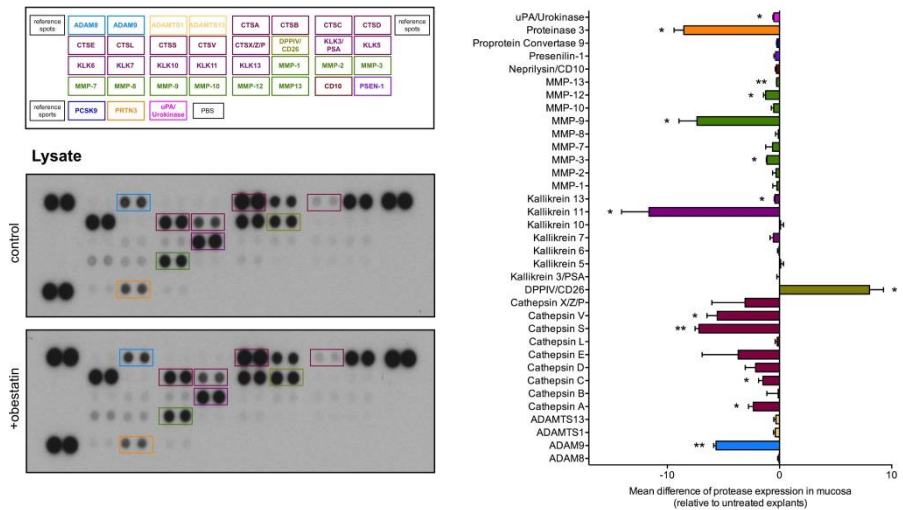 reference spots
ADAM8 ADAM9 ADAMTS1 ADAMTS13 CTSA CTSB CTSC CTSD
reference spots
CTSE CTSL CTSS CTSV CTSX/Z/P DPPIV/CD26 KLK3/PSA KLK5
KLK6 KLK7 KLK10 KLK11 KLK13 MMP-1 MMP-2 MMP-3
MMP-7 MMP-8 MMP-9 MMP-10 MMP-12 MMP13 CD10 PSEN-1
reference spots
PCSK9 PRTN3 uPA/Urokinase PBS
Lysate
control
+obestatin
uPA/Urokinase *
Proteinase 3 *
Proprotein Convertase 9
Presenilin-1
Neprilysin/CD10
MMP-13 **
MMP-12 *
MMP-10
MMP-9 *
MMP-8
MMP-7
MMP-3 *
MMP-2
MMP-1
Kallikrein 13 *
Kallikrein 11 *
Kallikrein 10
Kallikrein 7
Kallikrein 6
Kallikrein 5
Kallikrein 3/PSA
DPPIV/CD26 *
Cathepsin X/Z/P
Cathepsin V *
Cathepsin S **
Cathepsin L
Cathepsin E
Cathepsin D
Cathepsin C *
Cathepsin B
Cathepsin A *
ADAMTS13
ADAMTS1
ADAM9 **
ADAM8
-10 0 10
Mean difference of protease expression in mucosa
(relative to untreated explants)